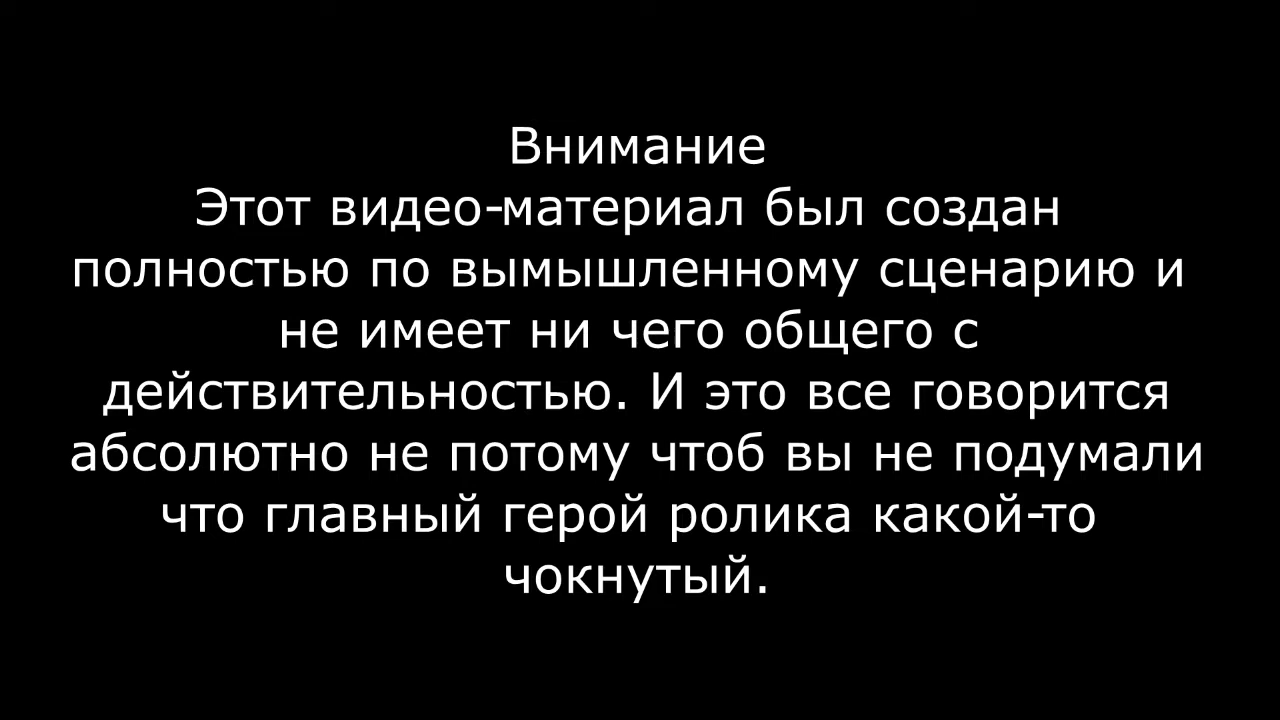 Внимание
Этот видео-материал был создан
полностью по вымышленному сценарию и
не имеет ни чего общего с
действительностью. И это все говорится
абсолютно не потому чтоб вы не подумали
что главный герой ролика какой-то
чокнутый.